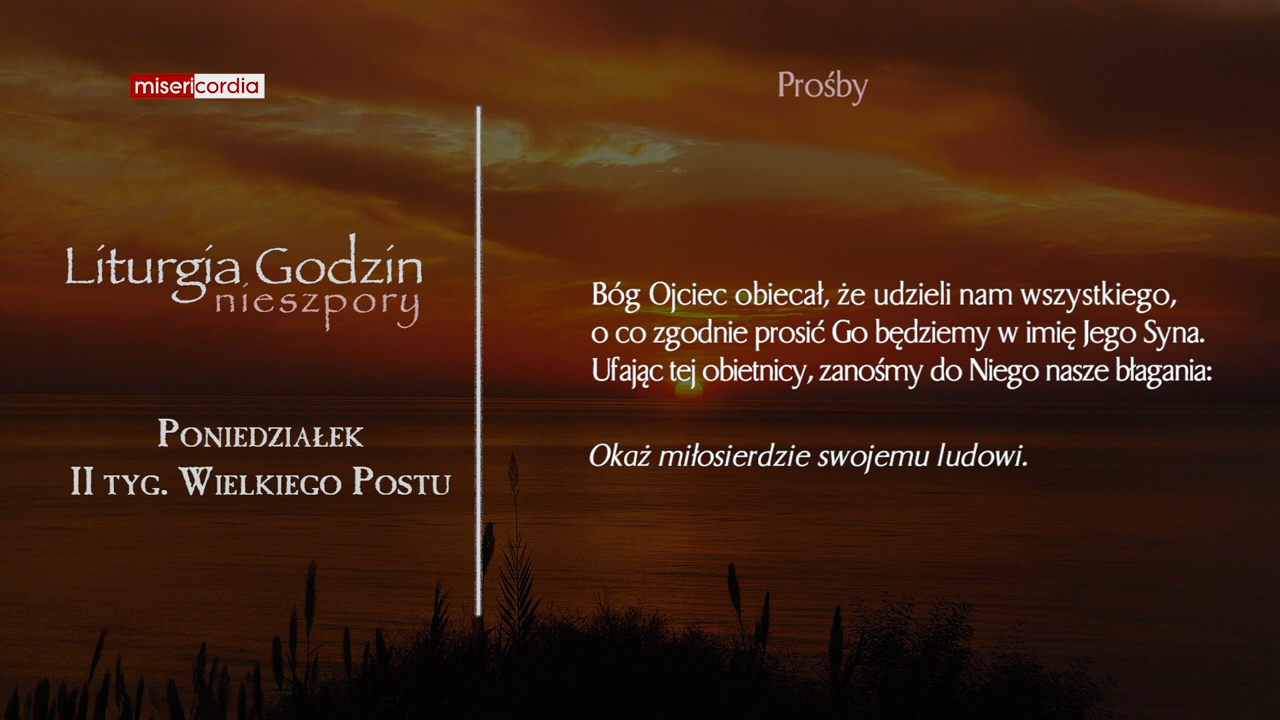 misericordia
Liturgia Godzin
nieszpory
Poniedziałek
II tyg. Wielkiego Postu
Prośby
Bóg Ojciec obiecał, że udzieli nam wszystkiego,
o co zgodnie prosić Go będziemy w imię Jego Syna.
Ufając tej obietnicy, zanośmy do Niego nasze błagania:
Okaż miłosierdzie swojemu ludowi.